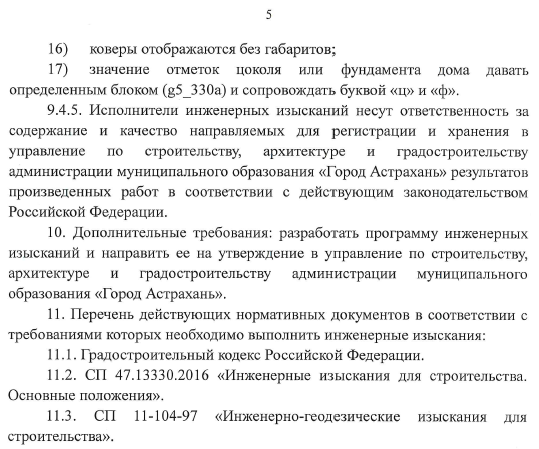 5
16) коверы отображаются без габаритов;
17) значение отметок цоколя или фундамента дома давать
определенным блоком (g5_330a) и сопровождать буквой «ц» и «ф».
9.4.5. Исполнители инженерных изысканий несут ответственность за
содержание и качество направляемых для регистрации и хранения в
управление по строительству, архитектуре и градостроительству
администрации муниципального образования «Город Астрахань» результатов
произведенных работ в соответствии с действующим законодательством
Российской Федерации.
10. Дополнительные требования: разработать программу инженерных
изысканий и направить ее на утверждение в управление по строительству,
архитектуре и градостроительству администрации муниципального
образования «Город Астрахань».
11. Перечень действующих нормативных документов в соответствии с
требованиями которых необходимо выполнить инженерные изыскания:
11.1. Градостроительный кодекс Российской Федерации.
11.2. СП 47.13330.2016 «Инженерные изыскания для строительства.
Основные положения».
11.3. СП 11-104-97 «Инженерно-геодезические изыскания для
строительства».